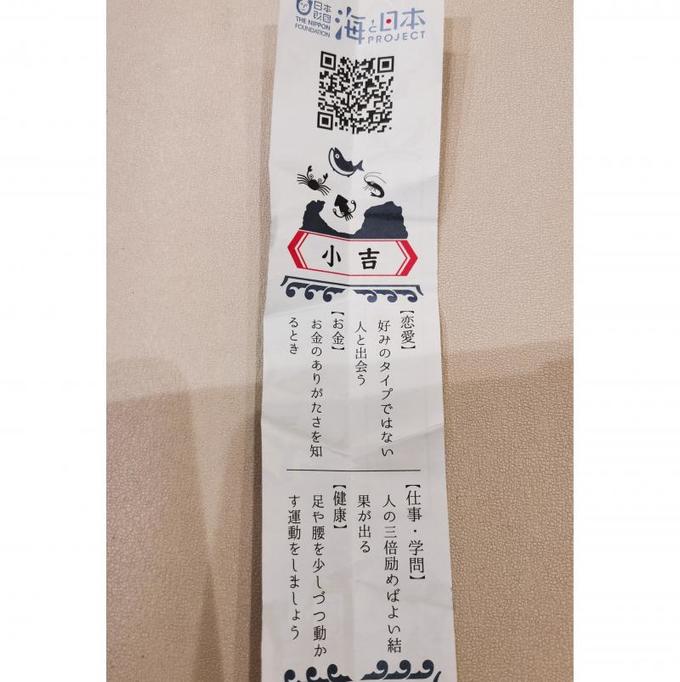 日本
財団
THE NIPPON
FOUNDATION
海と日本
PROJECT
小吉
【恋愛】
好みのタイプではない
人と出会う
【お金】
お金のありがたさを知
るとき
【仕事・学問】
人の三倍励めばよい結
果が出る
【健康】
足や腰を少しづつ動か
す運動をしましょう